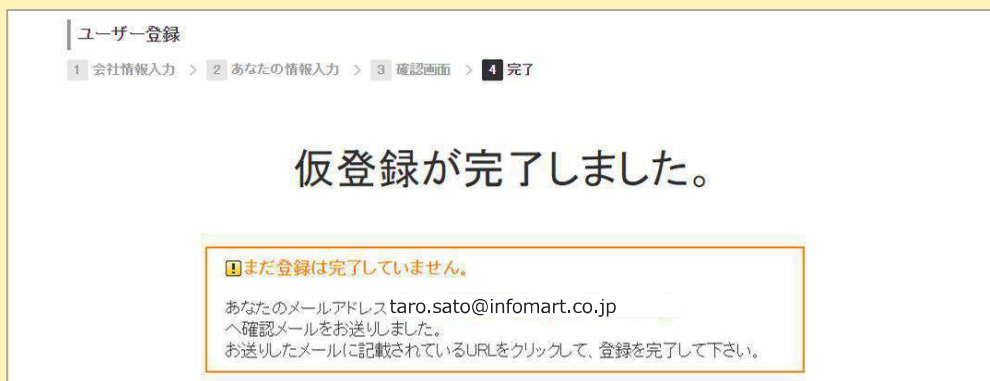 ユーザー登録
1 会社情報入力 > 2 あなたの情報入力 > 3 確認画面 > 4 完了
仮登録が完了しました。
まだ登録は完了していません。
あなたのメールアドレスtaro.sato@infomart.co.jp
へ確認メールをお送りしました。
お送りしたメールに記載されているURLをクリックして、登録を完了して下さい。